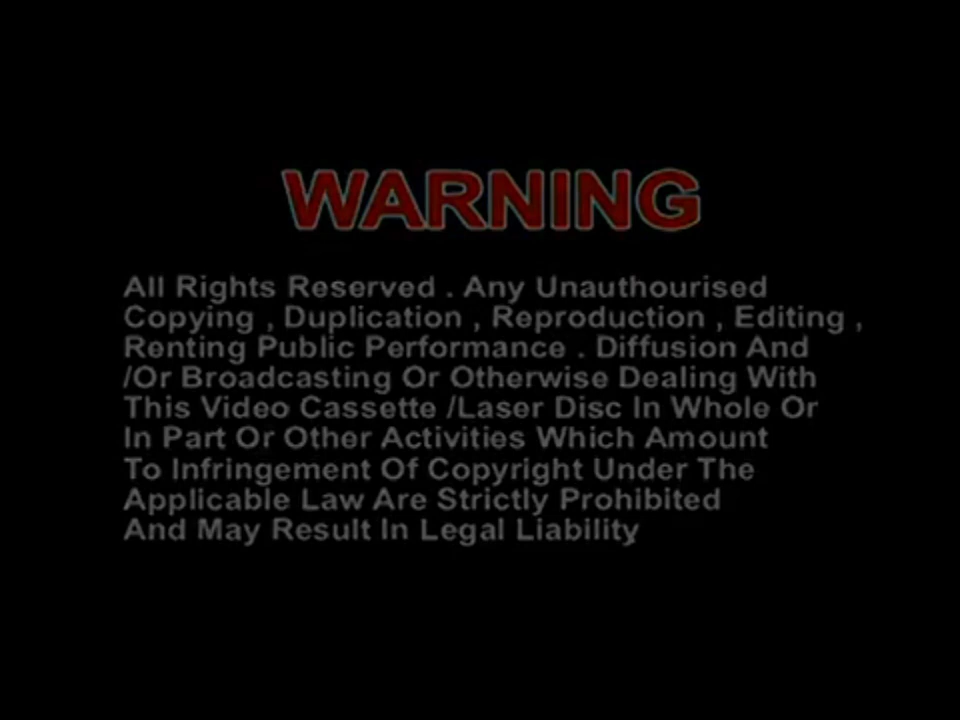 WARNING
All Rights Reserved . Any Unauthourised
Copying , Duplication , Reproduction , Editing ,
Renting Public Performance . Diffusion And
/Or Broadcasting Or Otherwise Dealing With
This Video Cassette /Laser Disc In Whole Or
In Part Or Other Activities Which Amount
To Infringement Of Copyright Under The
Applicable Law Are Strictly Prohibited
And May Result In Legal Liability.